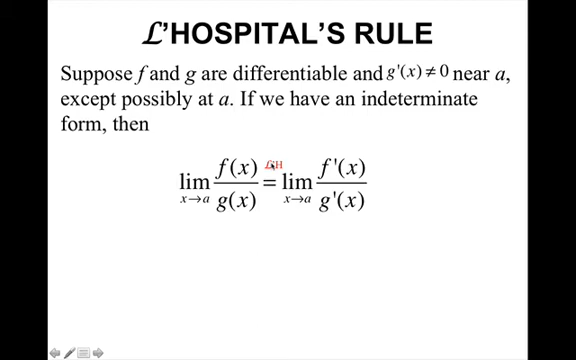 ℒ'HOSPITAL'S RULE
Suppose f and g are differentiable and g'(x) ≠ 0 near a,
except possibly at a. If we have an indeterminate
form, then
lim x→a f(x)/g(x) =^ℒH lim x→a f'(x)/g'(x)